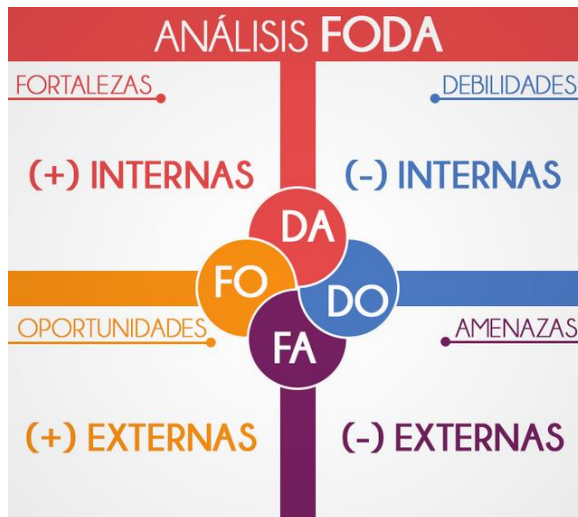 ANÁLISIS FODA
FORTALEZAS
DEBILIDADES
(+) INTERNAS
(-) INTERNAS
DA
FO
DO
FA
OPORTUNIDADES
AMENAZAS
(+) EXTERNAS
(-) EXTERNAS